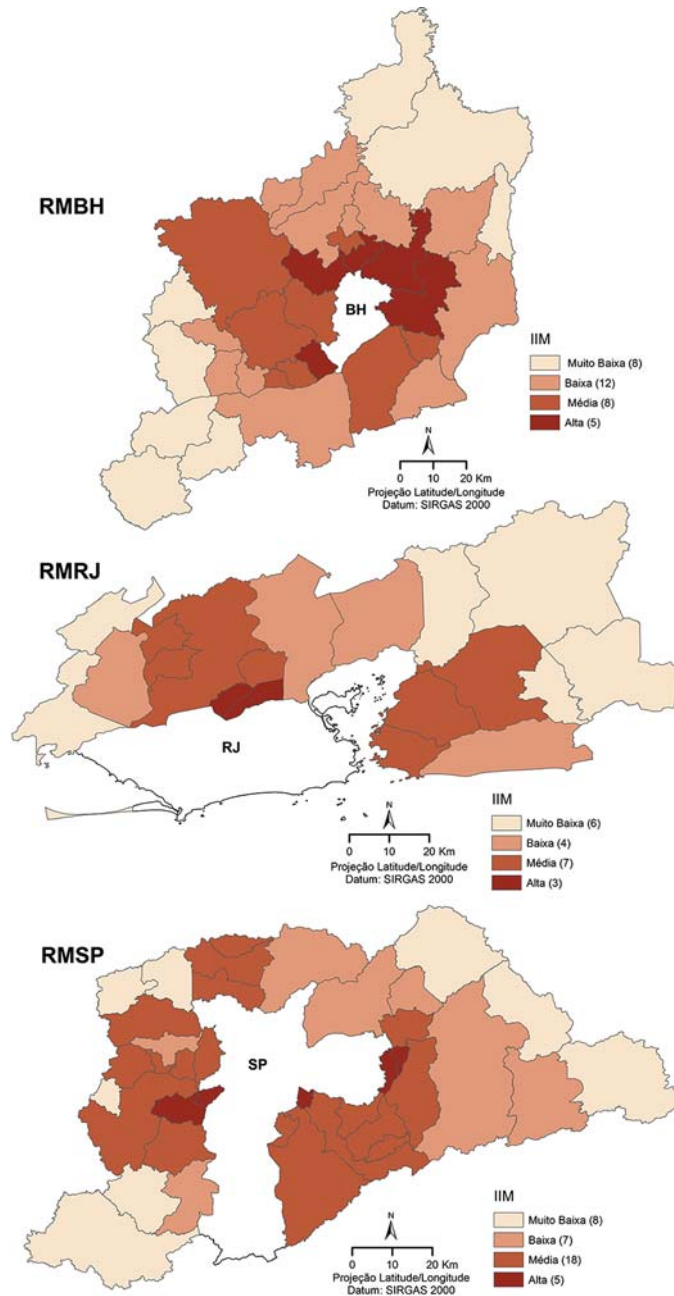 RMBH
BH
IIM
Muito Baixa (8)
Baixa (12)
Média (8)
Alta (5)
N
0 10 20 Km
Projeção Latitude/Longitude
Datum: SIRGAS 2000
RMRJ
RJ
IIM
Muito Baixa (6)
Baixa (4)
Média (7)
Alta (3)
N
0 10 20 Km
Projeção Latitude/Longitude
Datum: SIRGAS 2000
RMSP
SP
IIM
Muito Baixa (8)
Baixa (7)
Média (18)
Alta (5)
N
0 10 20 Km
Projeção Latitude/Longitude
Datum: SIRGAS 2000